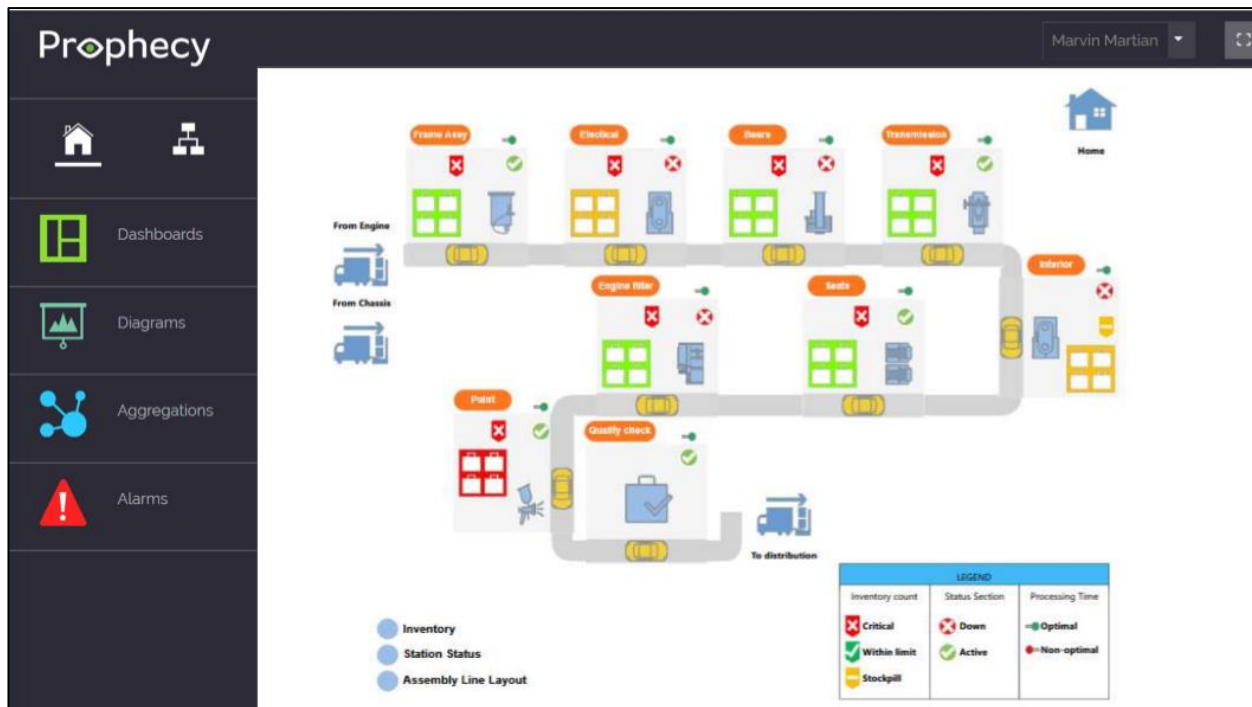 Prophecy
Marvin Martian
Dashboards
Diagrams
Aggregations
Alarms
Home
Frame Assy
Electical
Doors
Transmission
From Engine
From Chassis
Interior
Engine filler
Seats
Paint
Quality check
To distribution
Inventory
Station Status
Assembly Line Layout
LEGEND
Inventory count
Status Section
Processing Time
Critical
Down
Optimal
Within limit
Active
Non-optimal
Stockpill